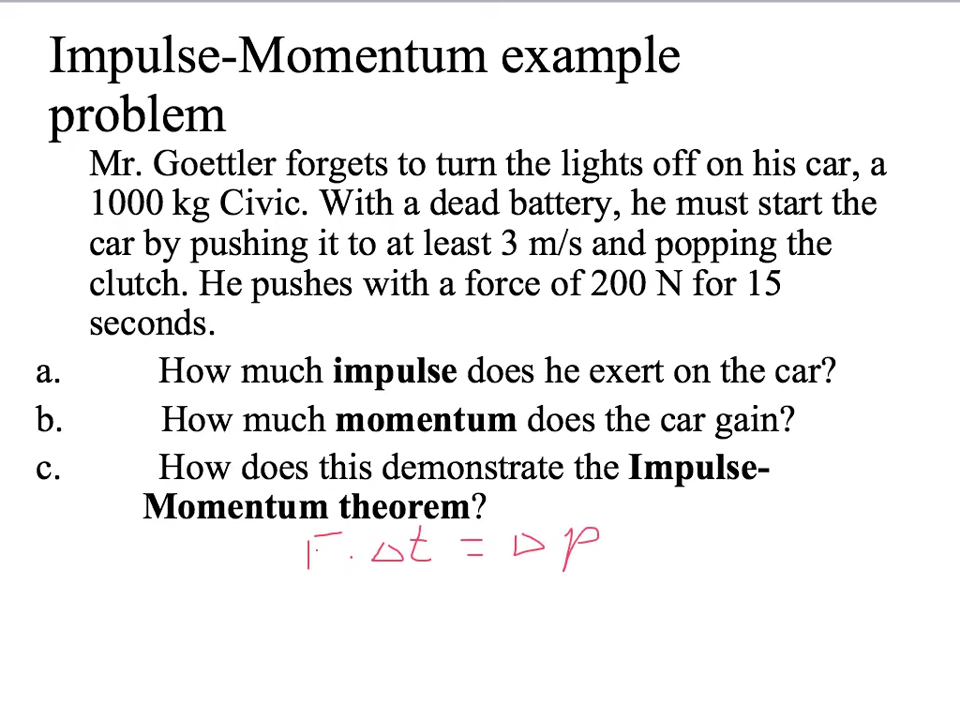 Impulse-Momentum example
problem
Mr. Goettler forgets to turn the lights off on his car, a
1000 kg Civic. With a dead battery, he must start the
car by pushing it to at least 3 m/s and popping the
clutch. He pushes with a force of 200 N for 15
seconds.
a. How much impulse does he exert on the car?
b. How much momentum does the car gain?
c. How does this demonstrate the Impulse-
Momentum theorem?
F · Δt = Δp